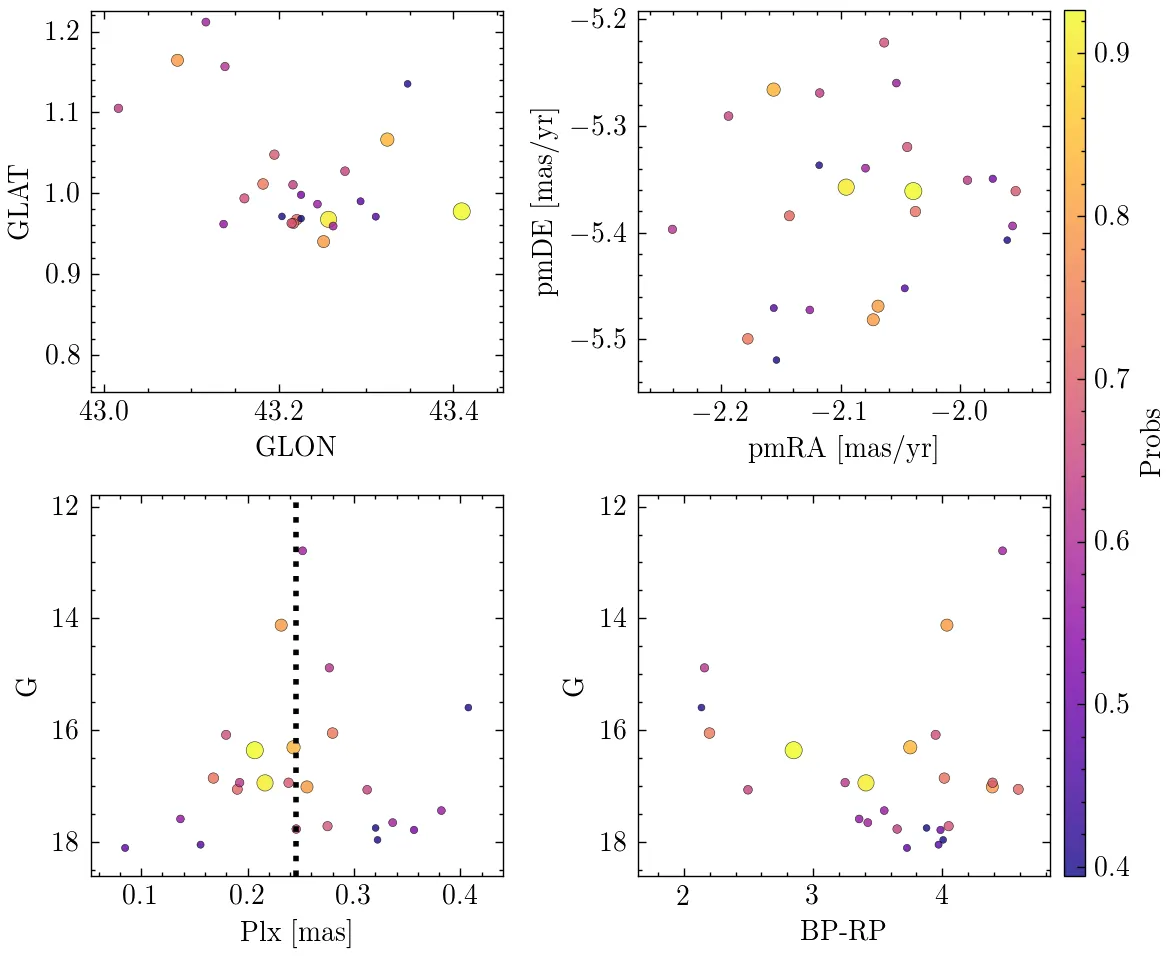 1.2
1.1
1.0
0.9
0.8
GLAT
43.0 43.2 43.4
GLON
−5.2
−5.3
−5.4
−5.5
pmDE [mas/yr]
−2.2 −2.1 −2.0
pmRA [mas/yr]
12
14
16
18
G
0.1 0.2 0.3 0.4
Plx [mas]
12
14
16
18
G
2 3 4
BP-RP
0.9
0.8
0.7
0.6
0.5
0.4
Probs